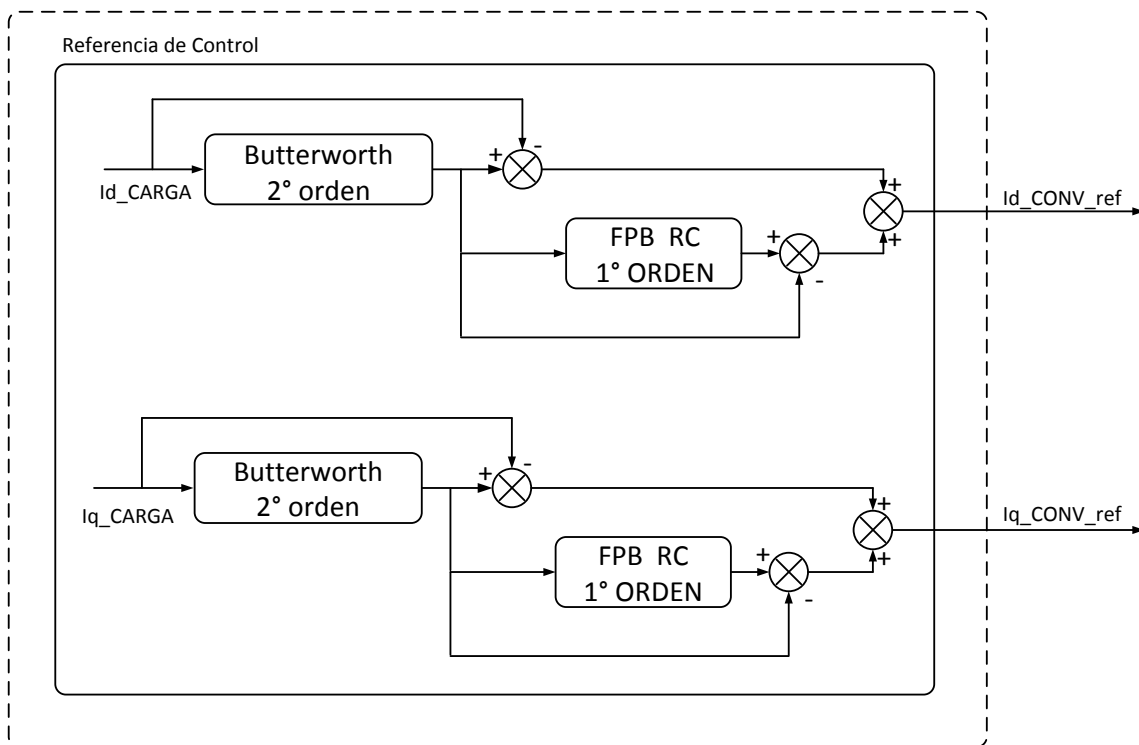 Referencia de Control
Butterworth
2° orden
Id_CARGA
+
-
+
+
Id_CONV_ref
FPB RC
1° ORDEN
+
-
Butterworth
2° orden
Iq_CARGA
+
-
+
+
Iq_CONV_ref
FPB RC
1° ORDEN
+
-